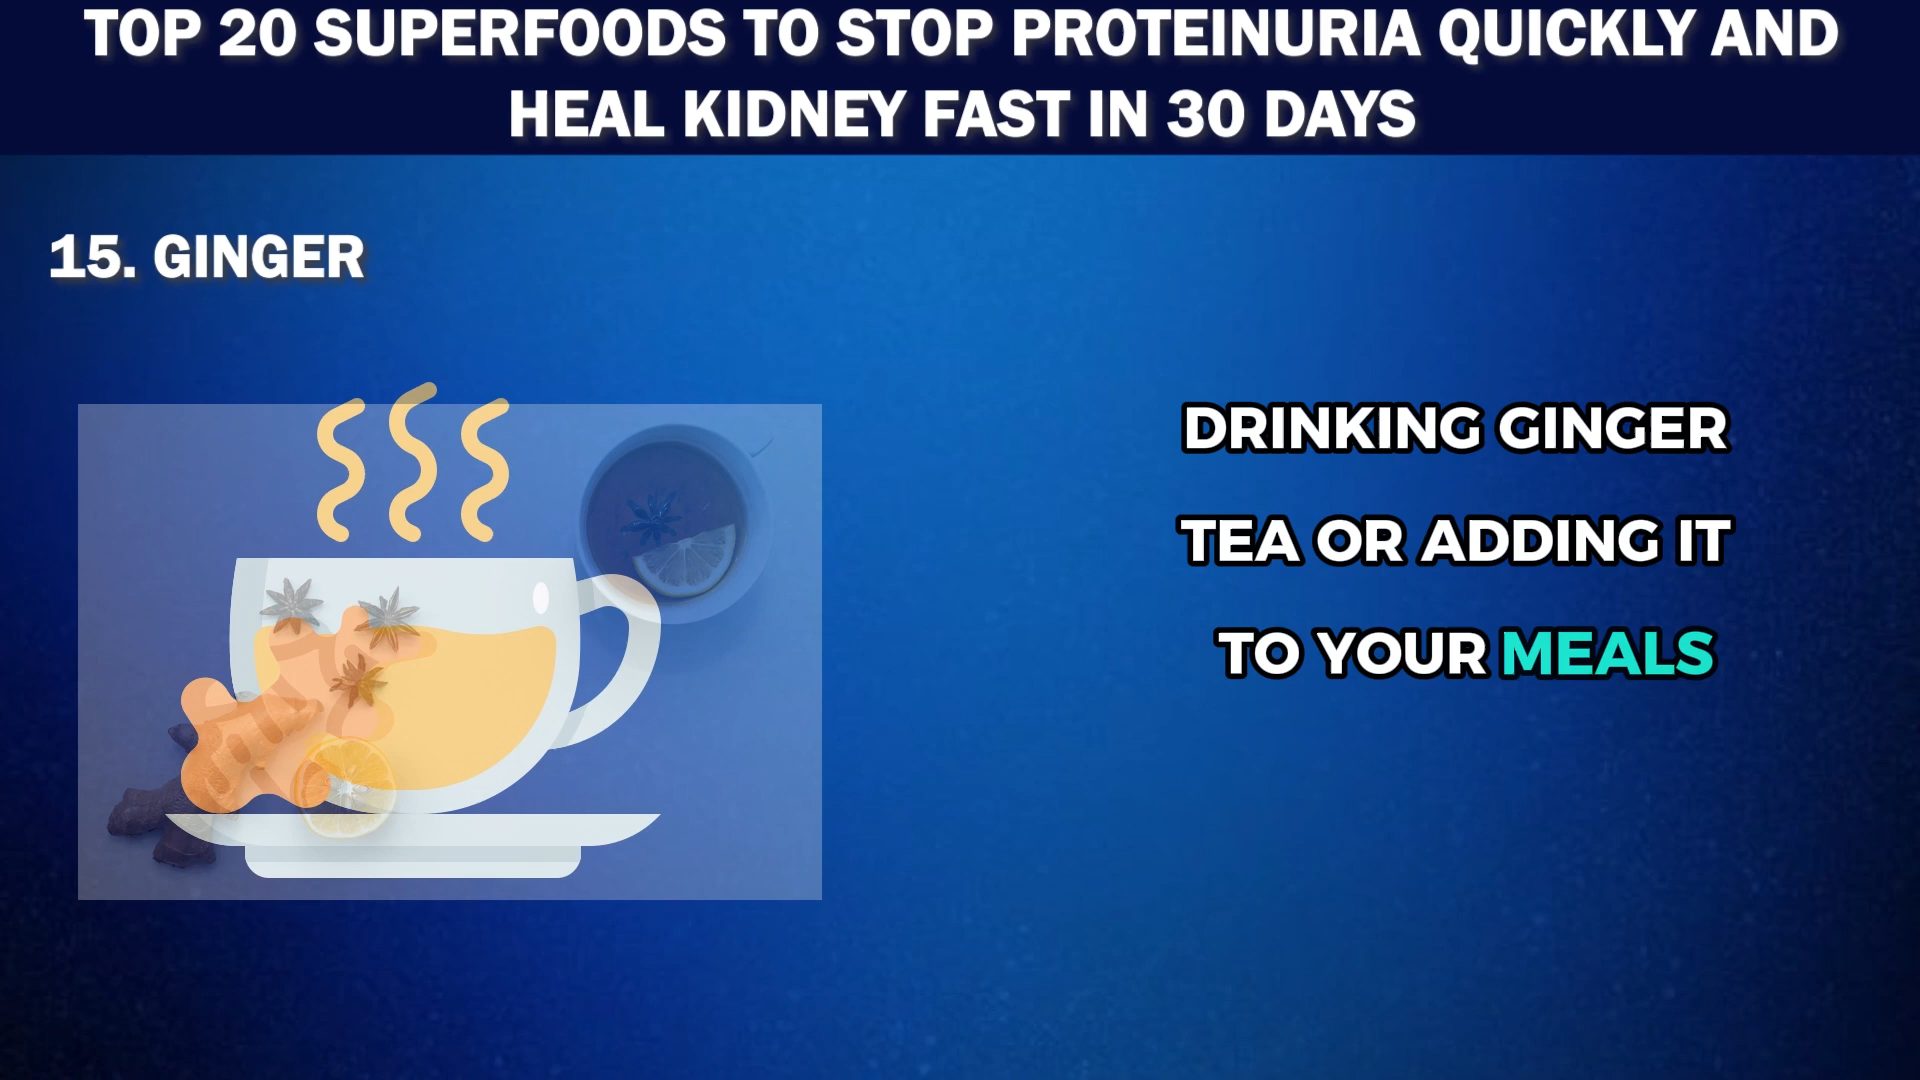 TOP 20 SUPERFOODS TO STOP PROTEINURIA QUICKLY AND
HEAL KIDNEY FAST IN 30 DAYS
15. GINGER
DRINKING GINGER
TEA OR ADDING IT
TO YOUR MEALS